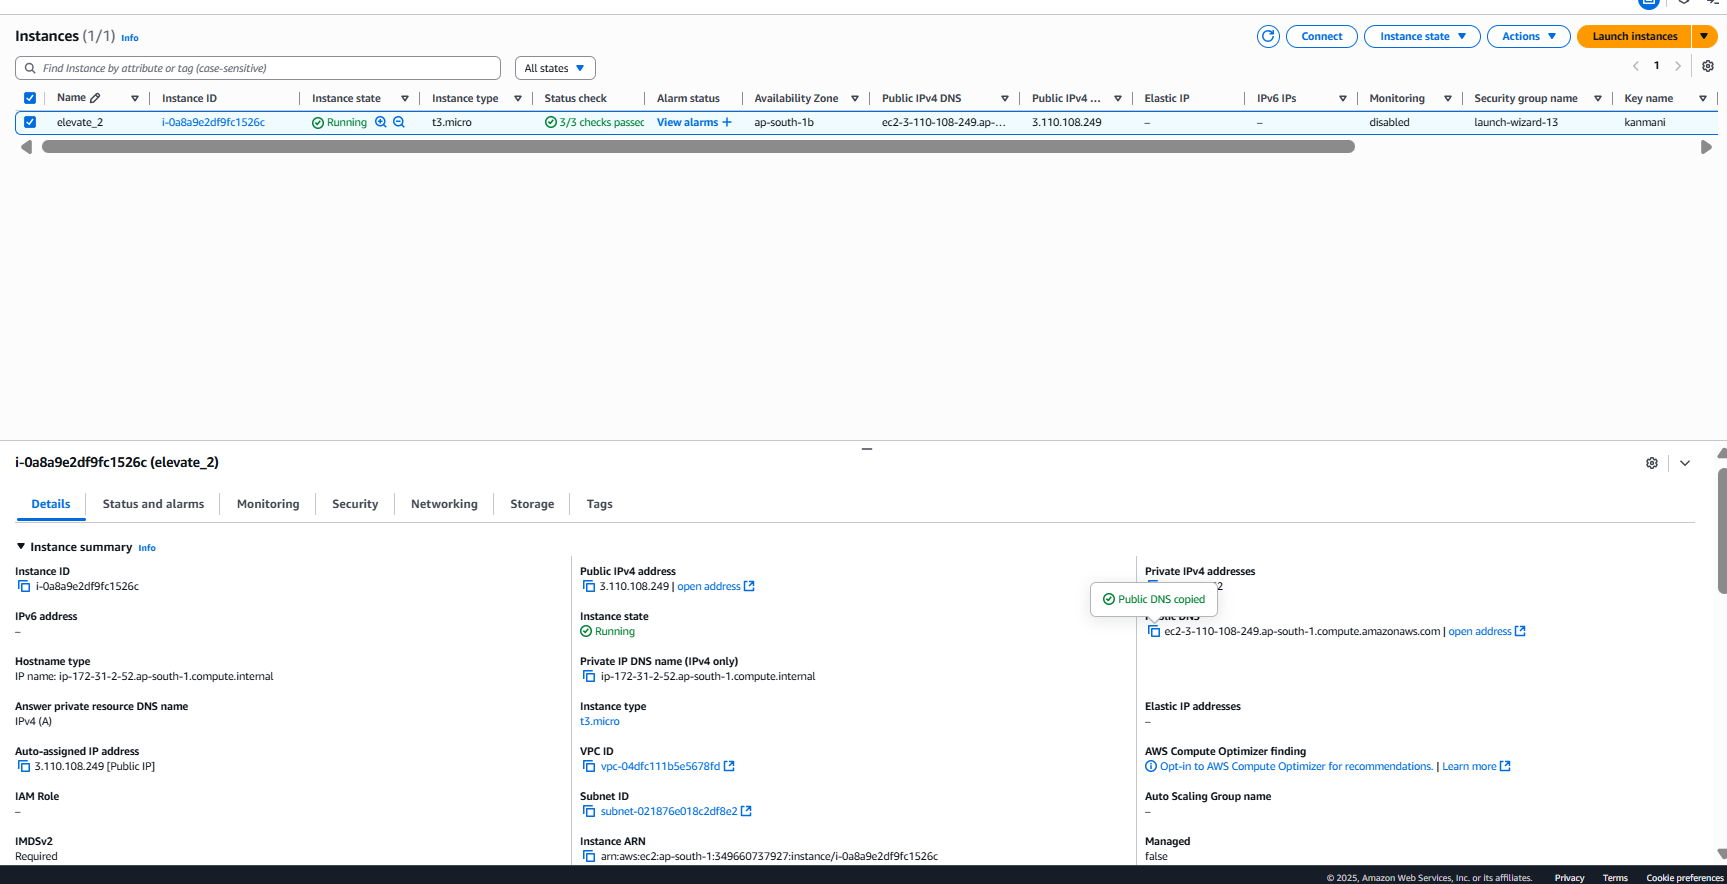 Instances (1/1) Info
Connect
Instance state
Actions
Launch instances
Find Instance by attribute or tag (case-sensitive)
All states
1
Name
Instance ID
Instance state
Instance type
Status check
Alarm status
Availability Zone
Public IPv4 DNS
Public IPv4 ...
Elastic IP
IPv6 IPs
Monitoring
Security group name
Key name
elevate_2
i-0a8a9e2df9fc1526c
Running
t3.micro
3/3 checks passec
View alarms +
ap-south-1b
ec2-3-110-108-249.ap-...
3.110.108.249
–
–
disabled
launch-wizard-13
kanmani
i-0a8a9e2df9fc1526c (elevate_2)
Details
Status and alarms
Monitoring
Security
Networking
Storage
Tags
Instance summary Info
Instance ID
i-0a8a9e2df9fc1526c
IPv6 address
–
Hostname type
IP name: ip-172-31-2-52.ap-south-1.compute.internal
Answer private resource DNS name
IPv4 (A)
Auto-assigned IP address
3.110.108.249 [Public IP]
IAM Role
–
IMDSv2
Required
Public IPv4 address
3.110.108.249 | open address
Instance state
Running
Private IP DNS name (IPv4 only)
ip-172-31-2-52.ap-south-1.compute.internal
Instance type
t3.micro
VPC ID
vpc-04dfc111b5e5678fd
Subnet ID
subnet-021876e018c2df8e2
Instance ARN
arn:aws:ec2:ap-south-1:349660737927:instance/i-0a8a9e2df9fc1526c
Private IPv4 addresses
2
Public DNS copied
Public DNS
ec2-3-110-108-249.ap-south-1.compute.amazonaws.com | open address
Elastic IP addresses
–
AWS Compute Optimizer finding
Opt-in to AWS Compute Optimizer for recommendations. | Learn more
Auto Scaling Group name
–
Managed
false
© 2025, Amazon Web Services, Inc. or its affiliates.
Privacy
Terms
Cookie preferences